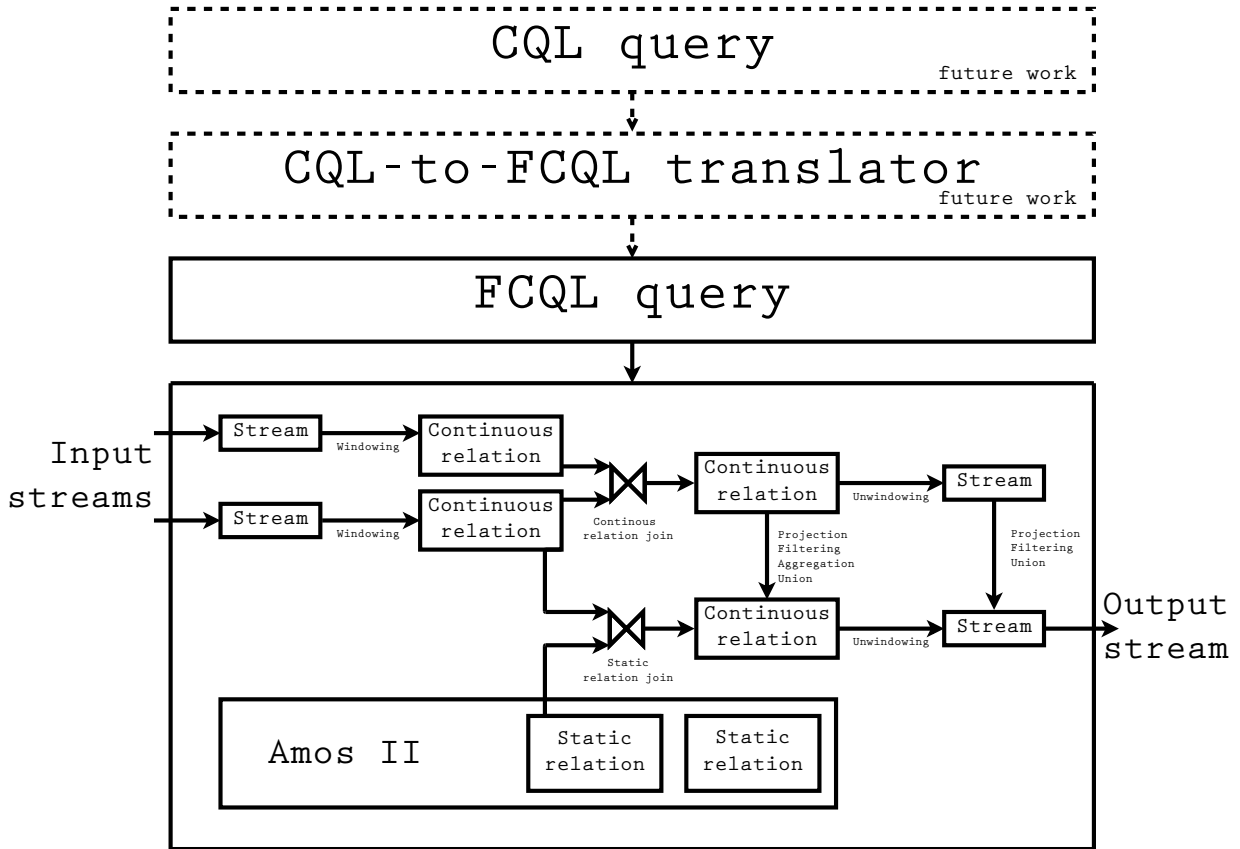 CQL query
future work
CQL-to-FCQL translator
future work
FCQL query
Input
streams
Stream
Windowing
Continuous
relation
Stream
Windowing
Continuous
relation
Continous
relation join
Continuous
relation
Unwindowing
Stream
Projection
Filtering
Aggregation
Union
Projection
Filtering
Union
Static
relation join
Continuous
relation
Unwindowing
Stream
Output
stream
Amos II
Static
relation
Static
relation